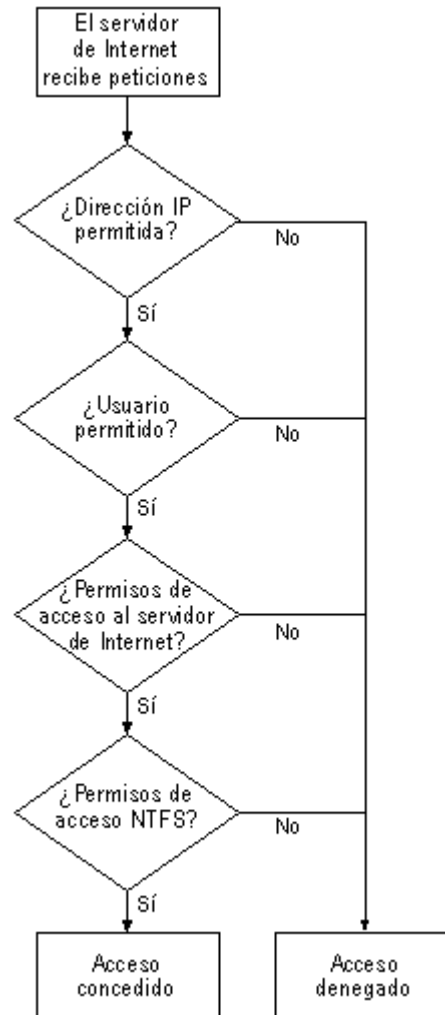 El servidor
de Internet
recibe peticiones
¿Dirección IP
permitida?
No
Sí
¿Usuario
permitido?
No
Sí
¿Permisos de
acceso al servidor
de Internet?
No
Sí
¿Permisos de
acceso NTFS?
No
Sí
Acceso
concedido
Acceso
denegado